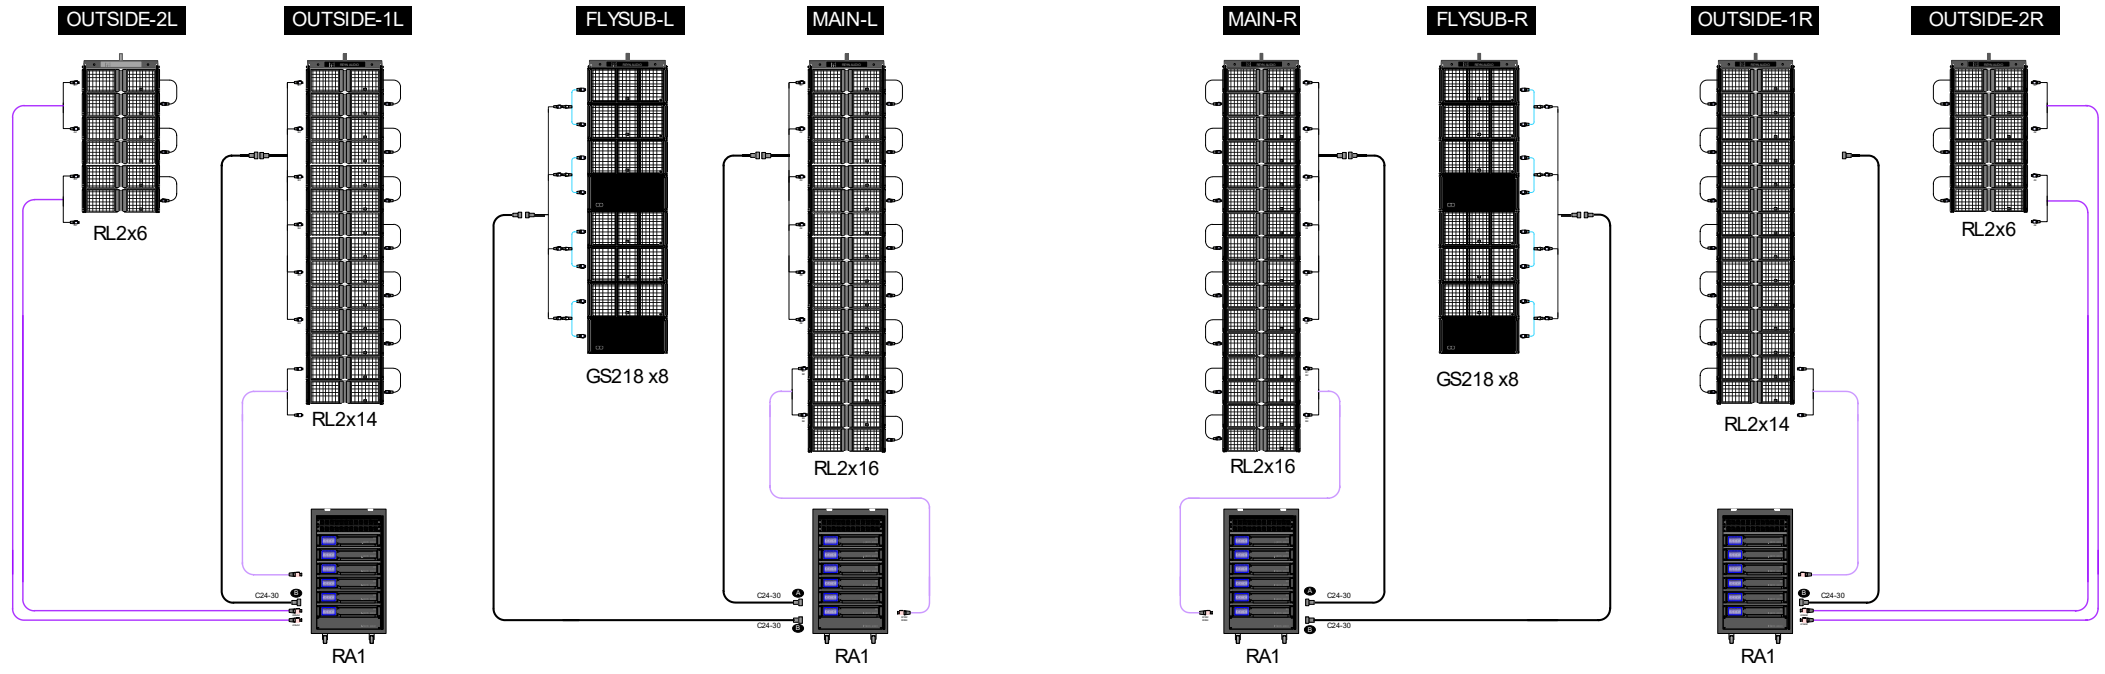 OUTSIDE-2L
OUTSIDE-1L
FLYSUB-L
MAIN-L
MAIN-R
FLYSUB-R
OUTSIDE-1R
OUTSIDE-2R
RL2x6
RL2x14
GS218 x8
RL2x16
RL2x16
GS218 x8
RL2x14
RL2x6
B
C24-30
A
C24-30
C24-30
B
A
C24-30
C24-30
B
B
C24-30
RA1
RA1
RA1
RA1